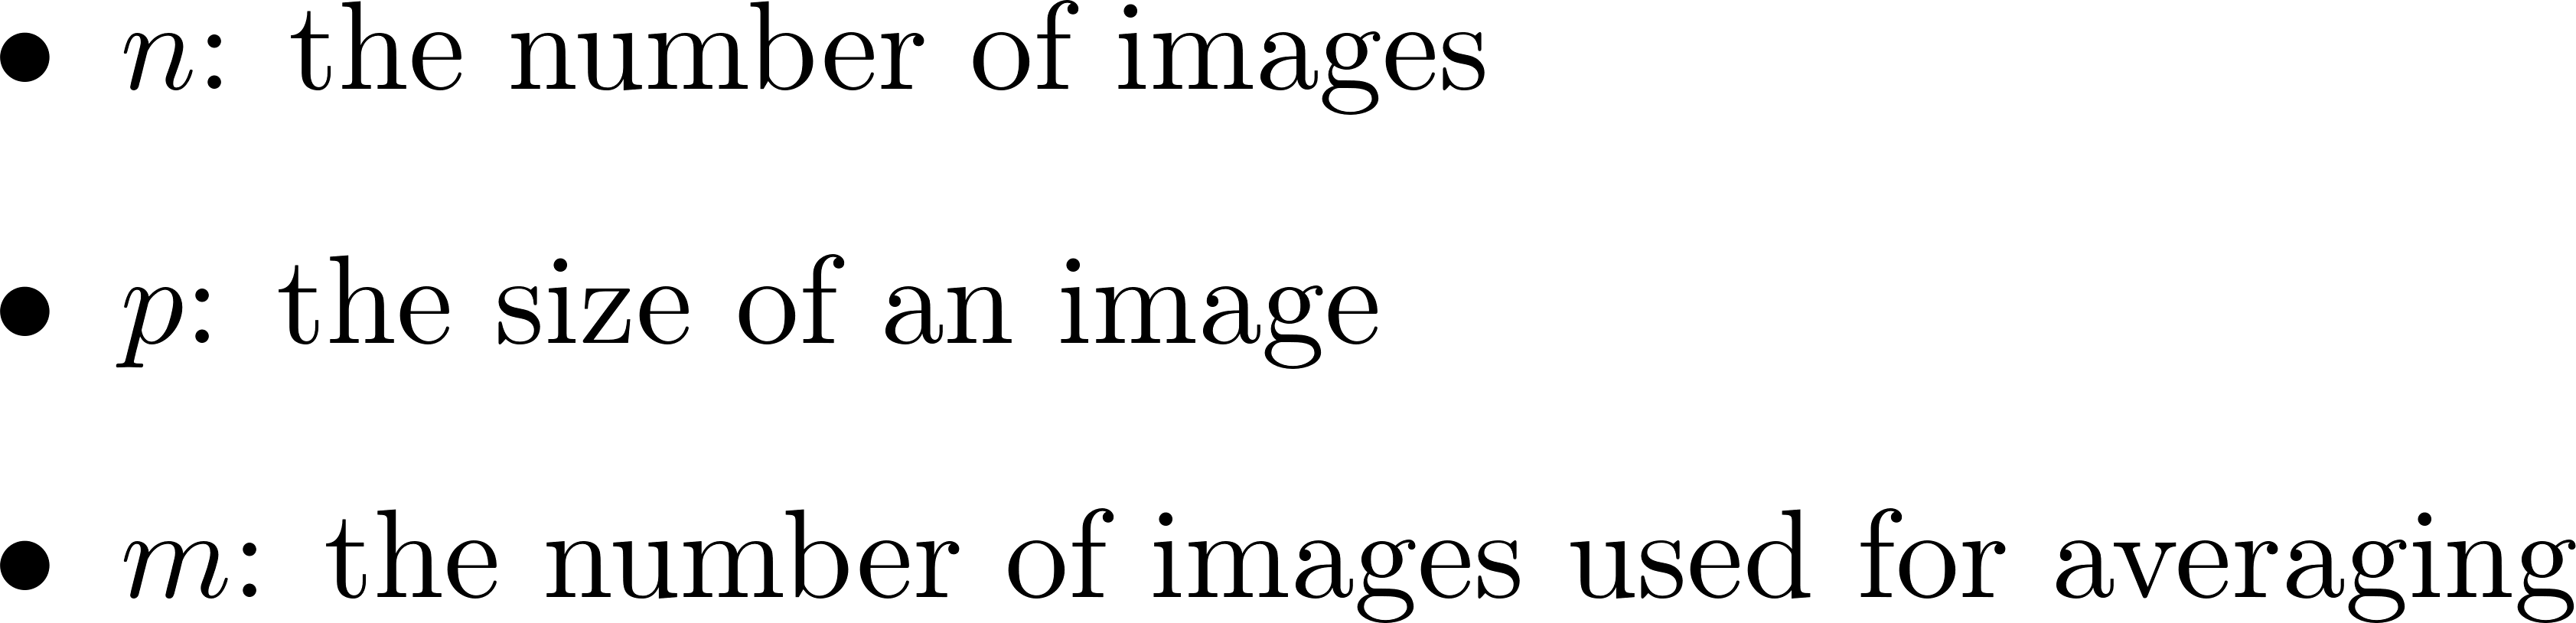 • n: the number of images
• p: the size of an image
• m: the number of images used for averaging